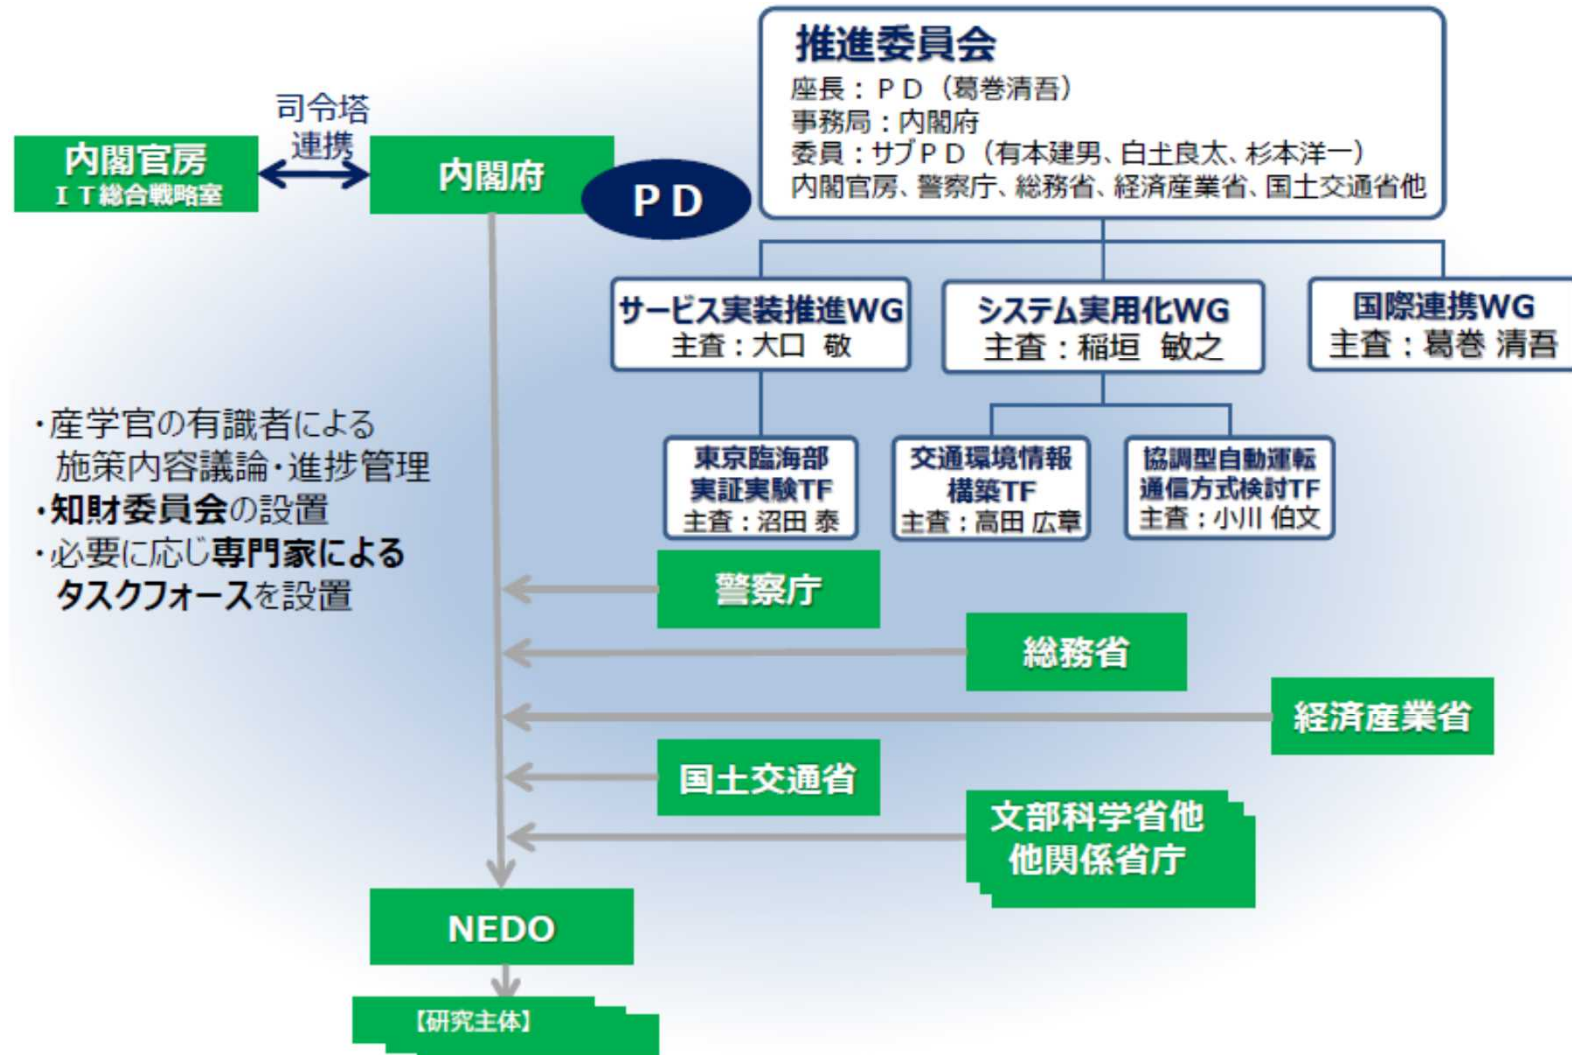 推進委員会
座長：ＰＤ（葛巻清吾）
事務局：内閣府
委員：サブＰＤ（有本建男、白土良太、杉本洋一）
内閣官房、警察庁、総務省、経済産業省、国土交通省他
司令塔
連携
内閣官房
ＩＴ総合戦略室
内閣府
ＰＤ
サービス実装推進WG
主査：大口 敬
システム実用化WG
主査：稲垣 敏之
国際連携WG
主査：葛巻 清吾
・産学官の有識者による
施策内容議論・進捗管理
・知財委員会の設置
・必要に応じ専門家による
タスクフォースを設置
東京臨海部
実証実験TF
主査：沼田 泰
交通環境情報
構築TF
主査：高田 広章
協調型自動運転
通信方式検討TF
主査：小川 伯文
警察庁
総務省
経済産業省
国土交通省
文部科学省他
他関係省庁
NEDO
【研究主体】